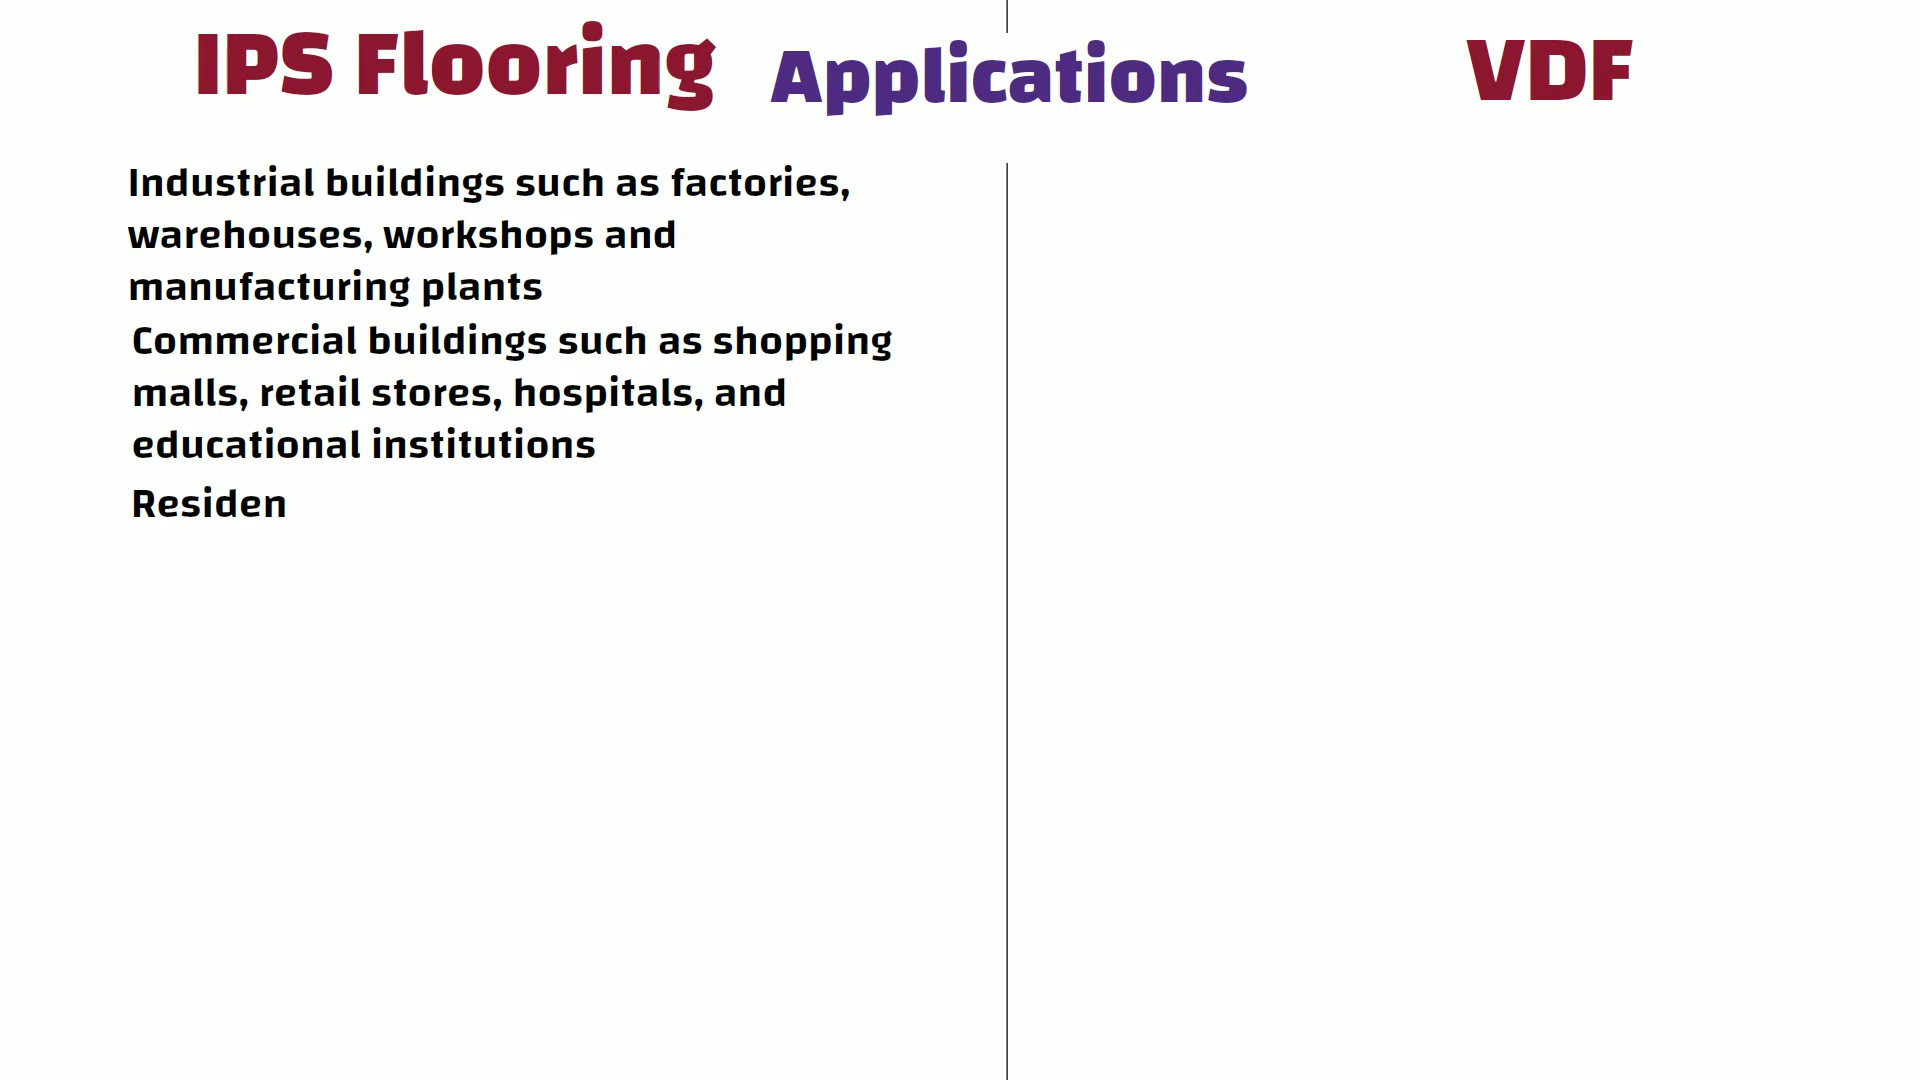 IPS Flooring
Applications
VDF
Industrial buildings such as factories,
warehouses, workshops and
manufacturing plants
Commercial buildings such as shopping
malls, retail stores, hospitals, and
educational institutions
Residen